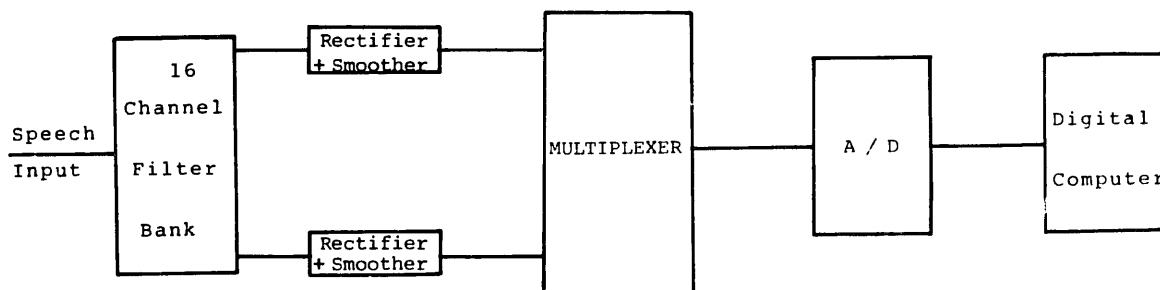 Speech
Input
16
Channel
Filter
Bank
Rectifier
+ Smoother
Rectifier
+ Smoother
MULTIPLEXER
A / D
Digital
Computer